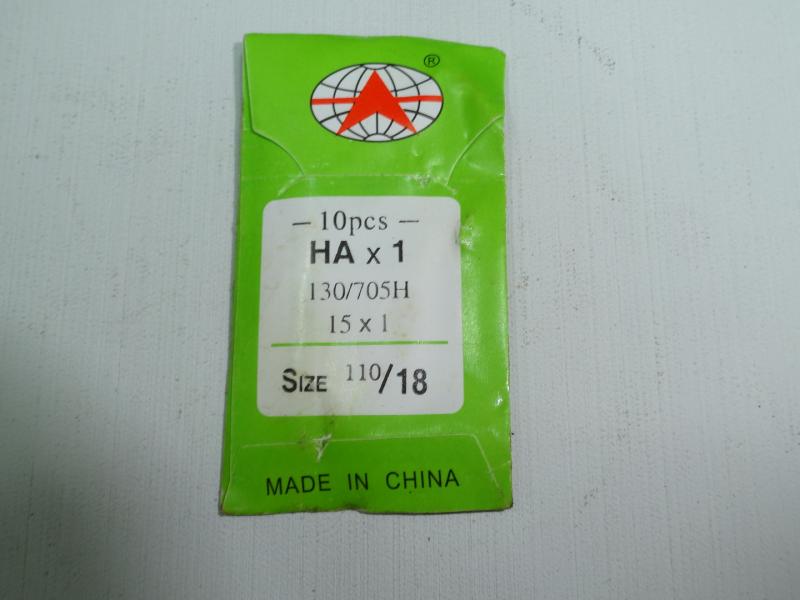 ®
— 10pcs —
HA x 1
130/705H
15 x 1
SIZE 110/18
MADE IN CHINA